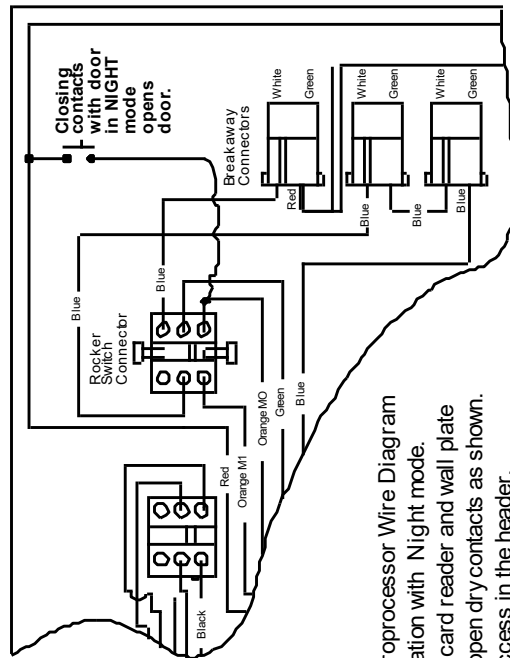 Closing
contacts
with door
in NIGHT
mode
opens
door.
White
Green
White
Green
White
Green
Breakaway
Connectors
Red
Blue
Blue
Blue
Blue
Blue
Rocker
Switch
Connector
Orange MO
Green
Blue
Red
Orange M1
Black
roprocessor Wire Diagram
ation with Night mode.
card reader and wall plate
open dry contacts as shown.
ccess in the header.